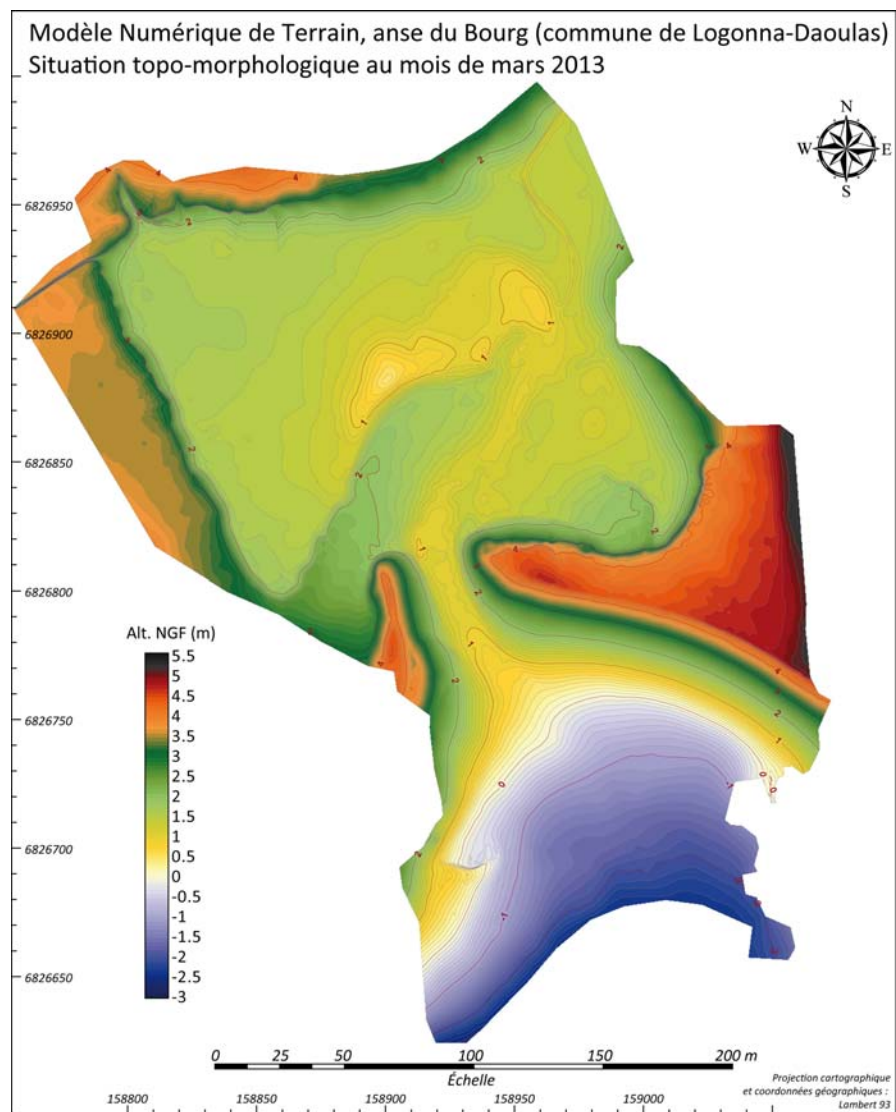 Modèle Numérique de Terrain, anse du Bourg (commune de Logonna-Daoulas)
Situation topo-morphologique au mois de mars 2013
N
W E
S
6826950
6826900
6826850
6826800
6826750
6826700
6826650
Alt. NGF (m)
5.5
5
4.5
4
3.5
3
2.5
2
1.5
1
0.5
0
-0.5
-1
-1.5
-2
-2.5
-3
0 25 50 100 150 200 m
Échelle
Projection cartographique
et coordonnées géographiques :
Lambert 93
158800 158850 158900 158950 159000